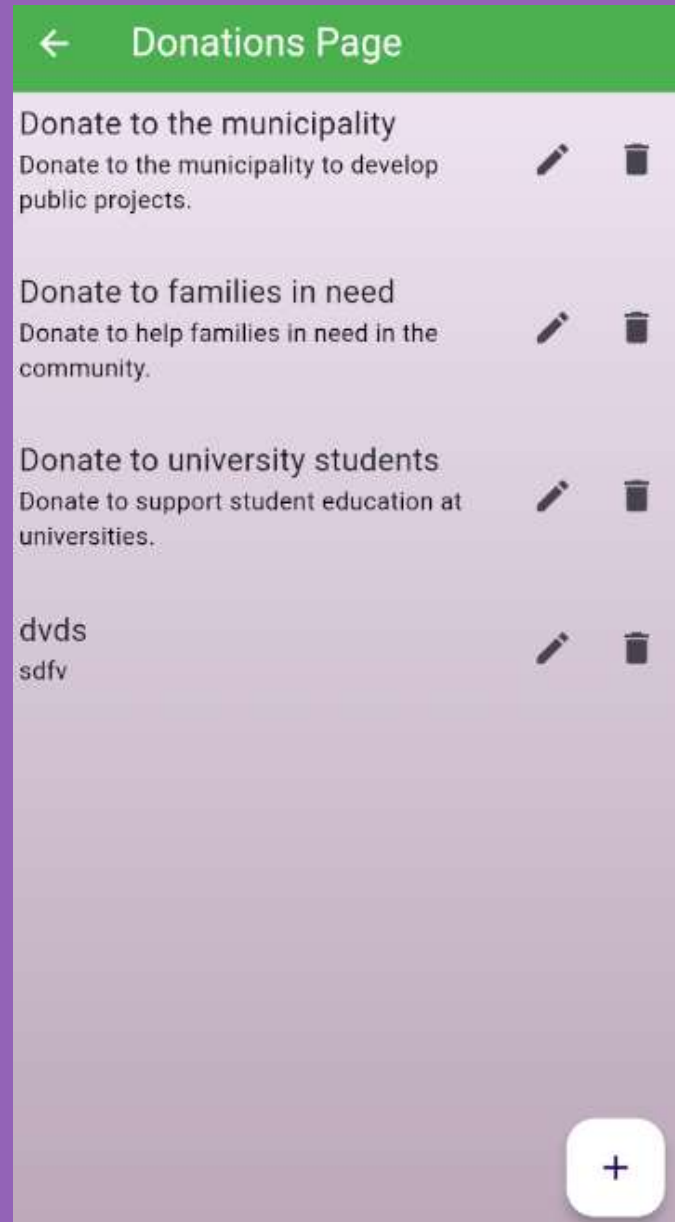 Donations Page
Donate to the municipality
Donate to the municipality to develop
public projects.
Donate to families in need
Donate to help families in need in the
community.
Donate to university students
Donate to support student education at
universities.
dvds
sdfv